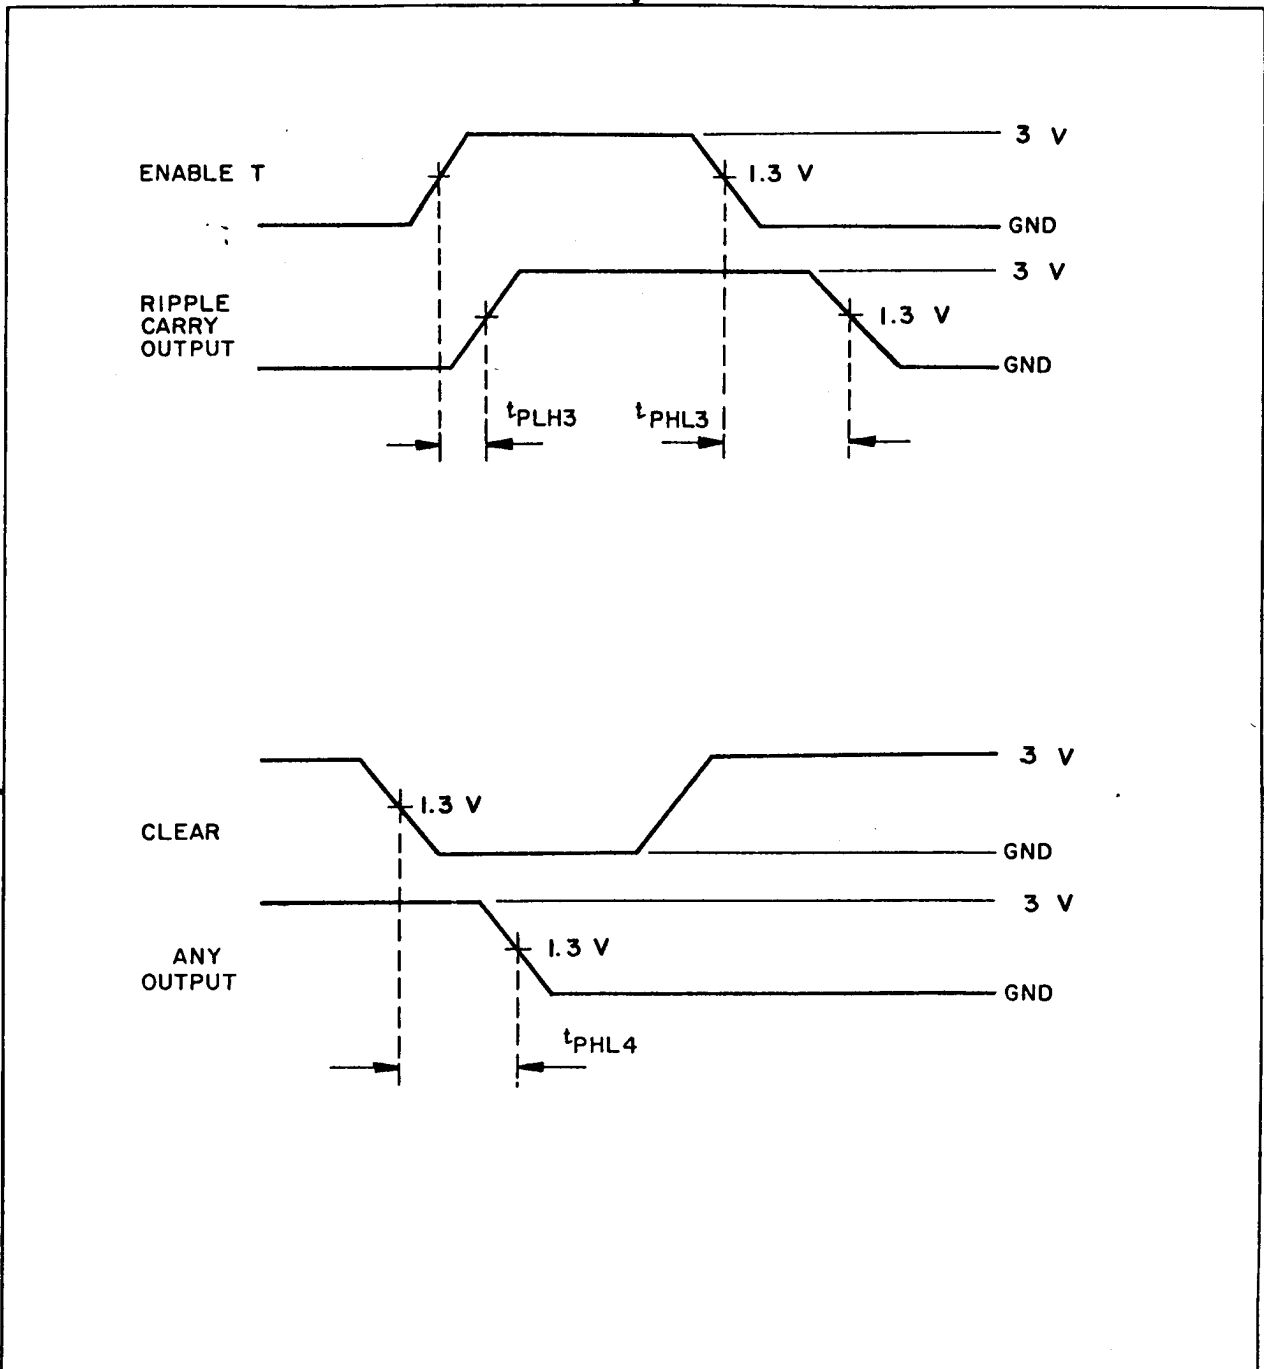 3 V
ENABLE T
1.3 V
GND
3 V
RIPPLE
CARRY
OUTPUT
1.3 V
GND
tPLH3
tPHL3
3 V
1.3 V
CLEAR
GND
3 V
1.3 V
ANY
OUTPUT
GND
tPHL4